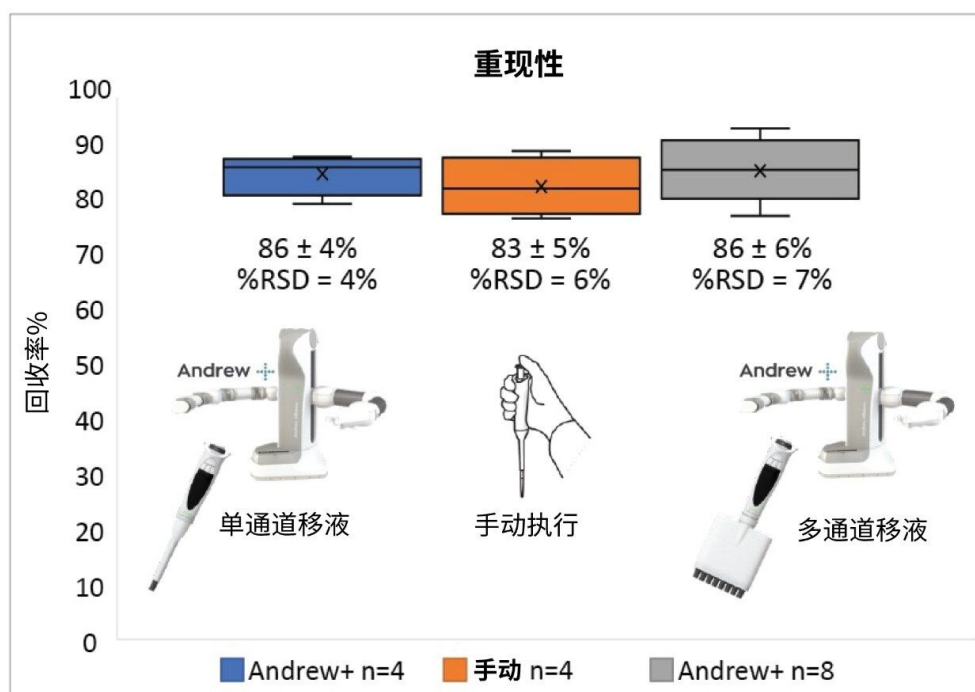 重现性
100
90
80
70
60
50
40
30
20
10
0
回收率%
86 ± 4%
%RSD = 4%
83 ± 5%
%RSD = 6%
86 ± 6%
%RSD = 7%
Andrew
Andrew
单通道移液
手动执行
多通道移液
Andrew+ n=4
手动 n=4
Andrew+ n=8